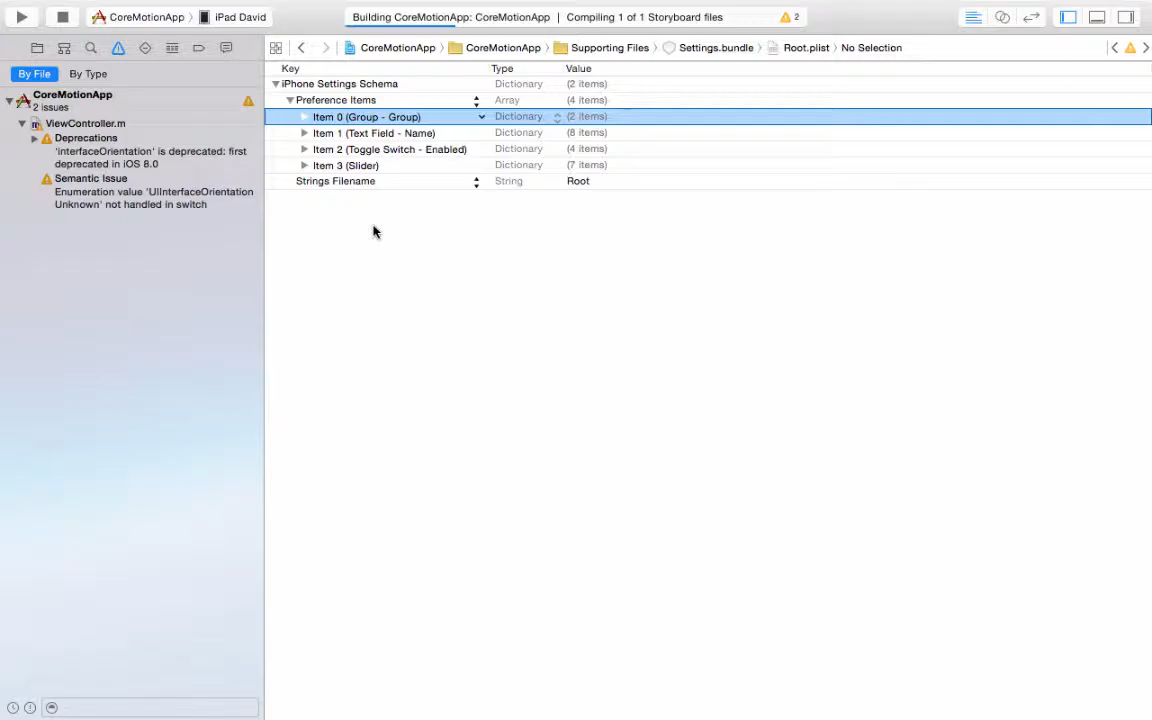 CoreMotionApp 〉 iPad David
Building CoreMotionApp: CoreMotionApp | Compiling 1 of 1 Storyboard files 2
CoreMotionApp 〉 CoreMotionApp 〉 Supporting Files 〉 Settings.bundle 〉 Root.plist 〉 No Selection
By File By Type
Key Type Value
CoreMotionApp
2 issues
ViewController.m
Deprecations
'interfaceOrientation' is deprecated: first
deprecated in iOS 8.0
Semantic Issue
Enumeration value 'UIInterfaceOrientation
Unknown' not handled in switch
iPhone Settings Schema Dictionary (2 items)
Preference Items Array (4 items)
Item 0 (Group - Group) Dictionary (2 items)
Item 1 (Text Field - Name) Dictionary (8 items)
Item 2 (Toggle Switch - Enabled) Dictionary (4 items)
Item 3 (Slider) Dictionary (7 items)
Strings Filename String Root